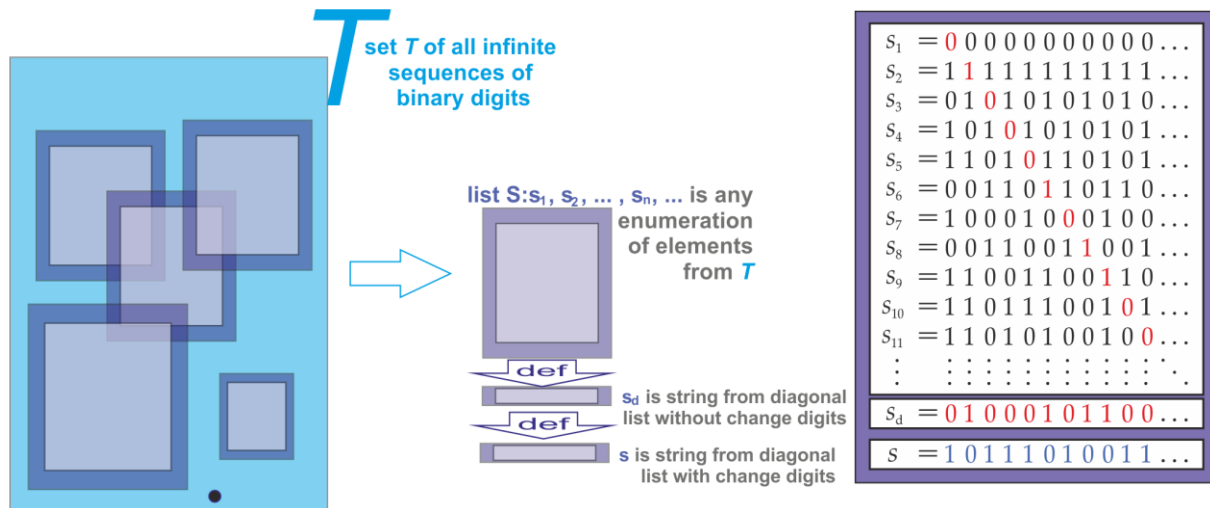 T
set T of all infinite
sequences of
binary digits
list S:s₁, s₂, ... , sₙ, ... is any
enumeration
of elements
from T
def
s_d is string from diagonal
list without change digits
def
s is string from diagonal
list with change digits
s₁ = 0 0 0 0 0 0 0 0 0 0 0 ...
s₂ = 1 1 1 1 1 1 1 1 1 1 1 ...
s₃ = 0 1 0 1 0 1 0 1 0 1 0 ...
s₄ = 1 0 1 0 1 0 1 0 1 0 1 ...
s₅ = 1 1 0 1 0 1 1 0 1 0 1 ...
s₆ = 0 0 1 1 0 1 1 0 1 1 0 ...
s₇ = 1 0 0 0 1 0 0 0 1 0 0 ...
s₈ = 0 0 1 1 0 0 1 1 0 0 1 ...
s₉ = 1 1 0 0 1 1 0 0 1 1 0 ...
s₁₀ = 1 1 0 1 1 1 0 0 1 0 1 ...
s₁₁ = 1 1 0 1 0 1 0 0 1 0 0 ...
⋮ ⋮ ⋮ ⋮ ⋮ ⋮ ⋮ ⋮ ⋮ ⋮ ⋮ ⋮ ⋱
s_d = 0 1 0 0 0 1 0 1 1 0 0 ...
s = 1 0 1 1 1 0 1 0 0 1 1 ...